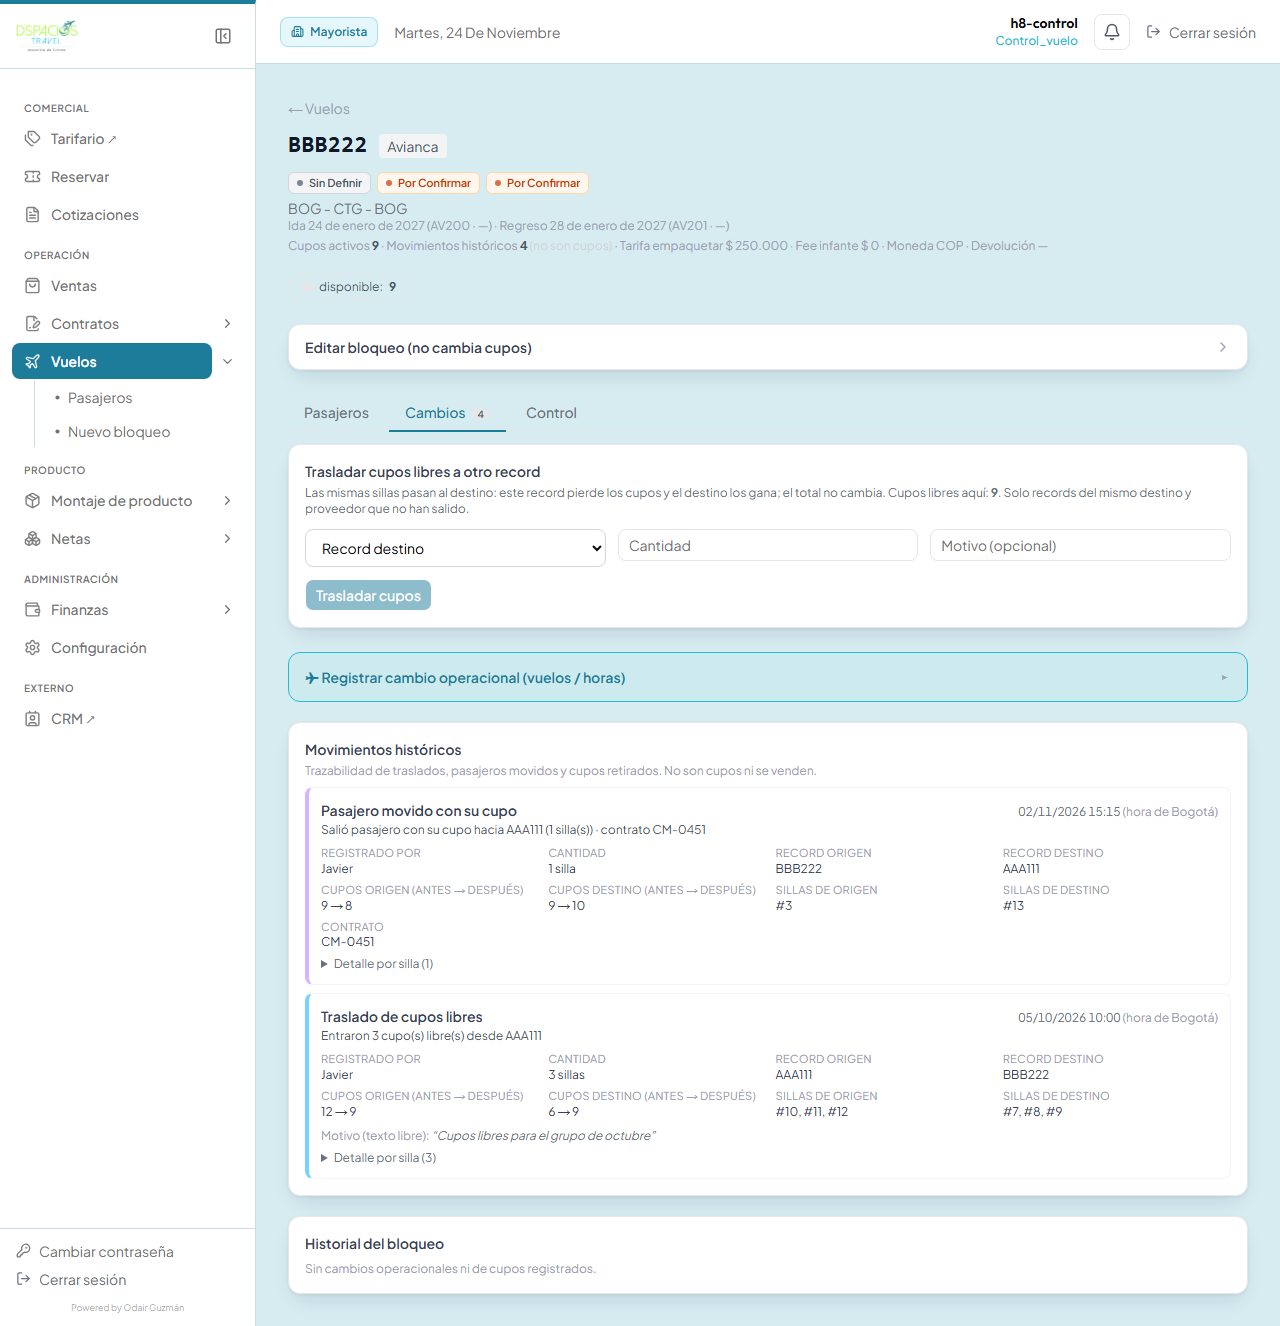 D'SPACIOS
TRAVEL
COMERCIAL
Tarifario ↗
Reservar
Cotizaciones
OPERACIÓN
Ventas
Contratos
Vuelos
• Pasajeros
• Nuevo bloqueo
PRODUCTO
Montaje de producto
Netas
ADMINISTRACIÓN
Finanzas
Configuración
EXTERNO
CRM ↗
Cambiar contraseña
Cerrar sesión
Powered by Odair Guzmán
Mayorista
Martes, 24 De Noviembre
h8-control
Control_vuelo
Cerrar sesión
← Vuelos
BBB222 Avianca
Sin Definir Por Confirmar Por Confirmar
BOG - CTG - BOG
Ida 24 de enero de 2027 (AV200 · —) · Regreso 28 de enero de 2027 (AV201 · —)
Cupos activos 9 · Movimientos históricos 4 (no son cupos) · Tarifa empaquetar $ 250.000 · Fee infante $ 0 · Moneda COP · Devolución —
disponible: 9
Editar bloqueo (no cambia cupos)
Pasajeros Cambios 4 Control
Trasladar cupos libres a otro record
Las mismas sillas pasan al destino: este record pierde los cupos y el destino los gana; el total no cambia. Cupos libres aquí: 9. Solo records del mismo destino y
proveedor que no han salido.
Record destino Cantidad Motivo (opcional)
Trasladar cupos
✈ Registrar cambio operacional (vuelos / horas) ▸
Movimientos históricos
Trazabilidad de traslados, pasajeros movidos y cupos retirados. No son cupos ni se venden.
Pasajero movido con su cupo 02/11/2026 15:15 (hora de Bogotá)
Salió pasajero con su cupo hacia AAA111 (1 silla(s)) · contrato CM-0451
REGISTRADO POR CANTIDAD RECORD ORIGEN RECORD DESTINO
Javier 1 silla BBB222 AAA111
CUPOS ORIGEN (ANTES → DESPUÉS) CUPOS DESTINO (ANTES → DESPUÉS) SILLAS DE ORIGEN SILLAS DE DESTINO
9 → 8 9 → 10 #3 #13
CONTRATO
CM-0451
▶ Detalle por silla (1)
Traslado de cupos libres 05/10/2026 10:00 (hora de Bogotá)
Entraron 3 cupo(s) libre(s) desde AAA111
REGISTRADO POR CANTIDAD RECORD ORIGEN RECORD DESTINO
Javier 3 sillas AAA111 BBB222
CUPOS ORIGEN (ANTES → DESPUÉS) CUPOS DESTINO (ANTES → DESPUÉS) SILLAS DE ORIGEN SILLAS DE DESTINO
12 → 9 6 → 9 #10, #11, #12 #7, #8, #9
Motivo (texto libre): "Cupos libres para el grupo de octubre"
▶ Detalle por silla (3)
Historial del bloqueo
Sin cambios operacionales ni de cupos registrados.